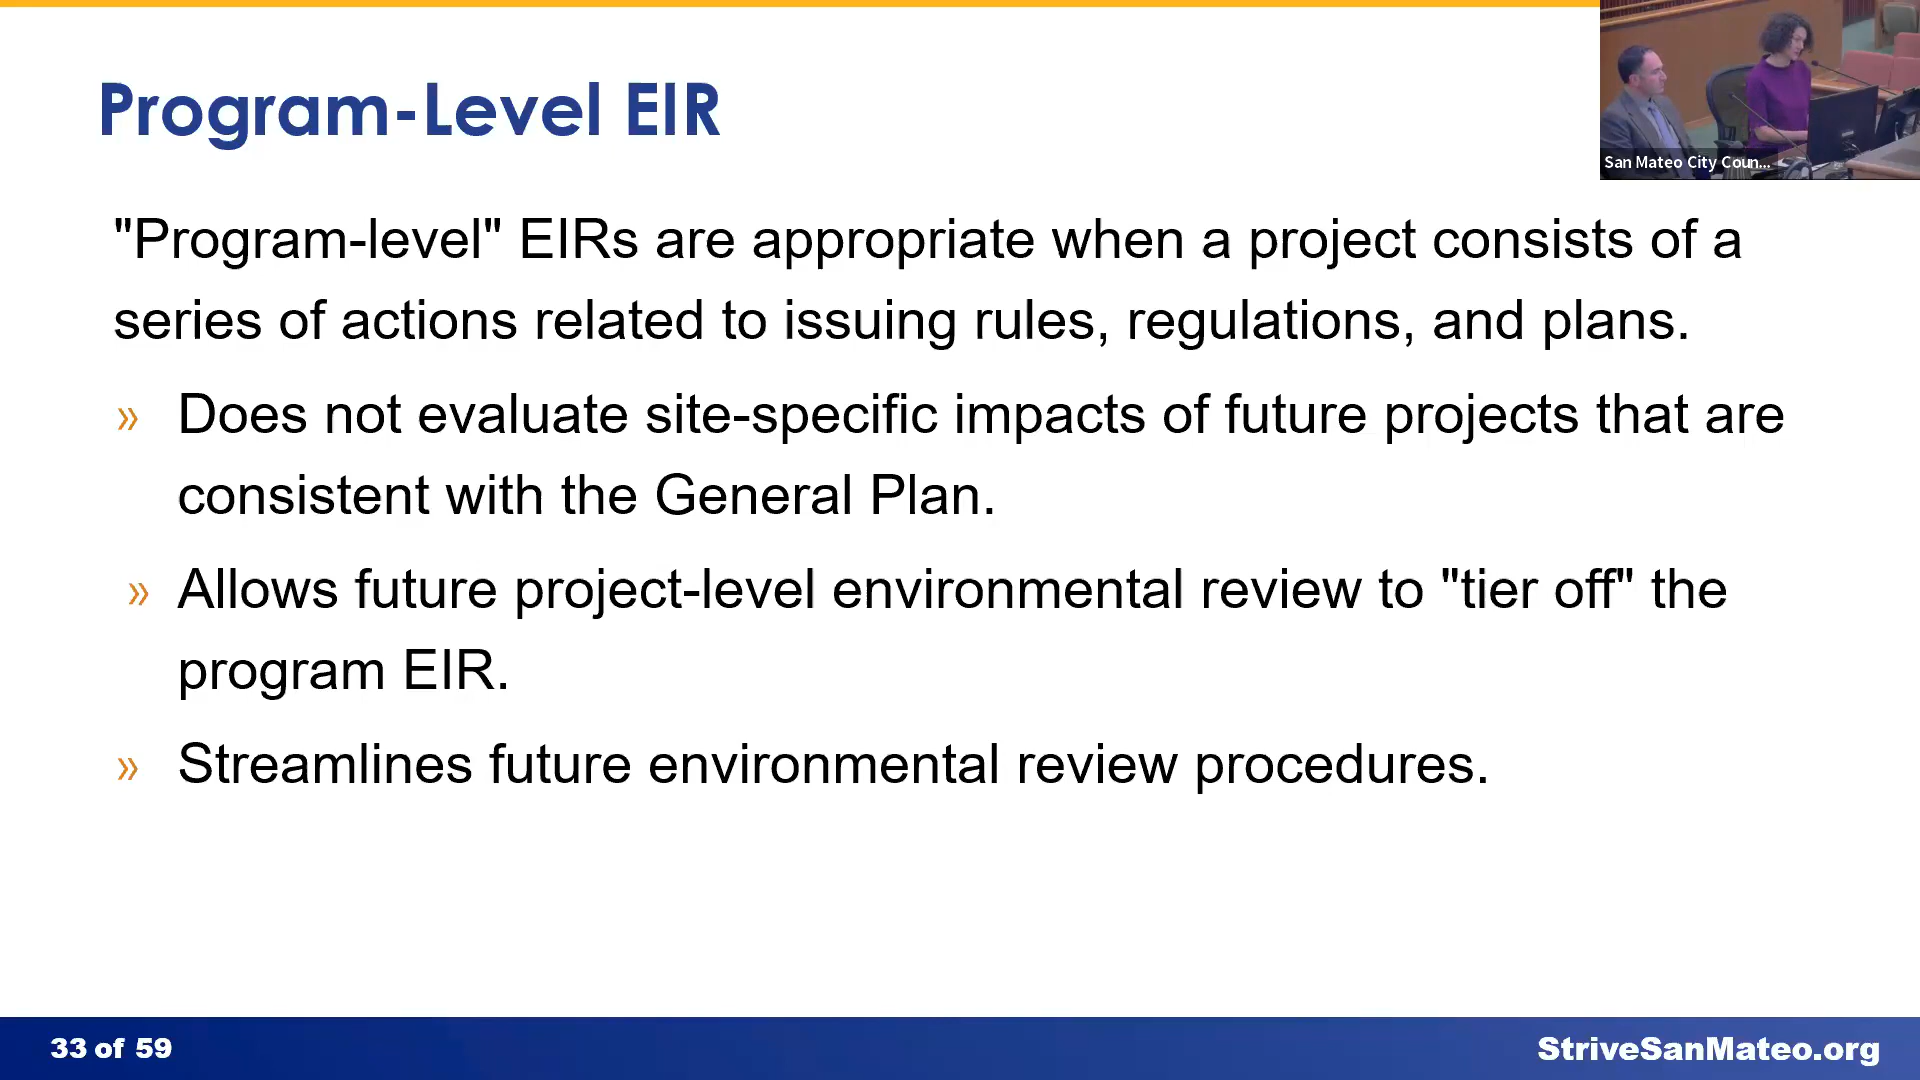 Program-Level EIR
San Mateo City Coun...
"Program-level" EIRs are appropriate when a project consists of a
series of actions related to issuing rules, regulations, and plans.
» Does not evaluate site-specific impacts of future projects that are
consistent with the General Plan.
» Allows future project-level environmental review to "tier off" the
program EIR.
» Streamlines future environmental review procedures.
33 of 59
StriveSanMateo.org